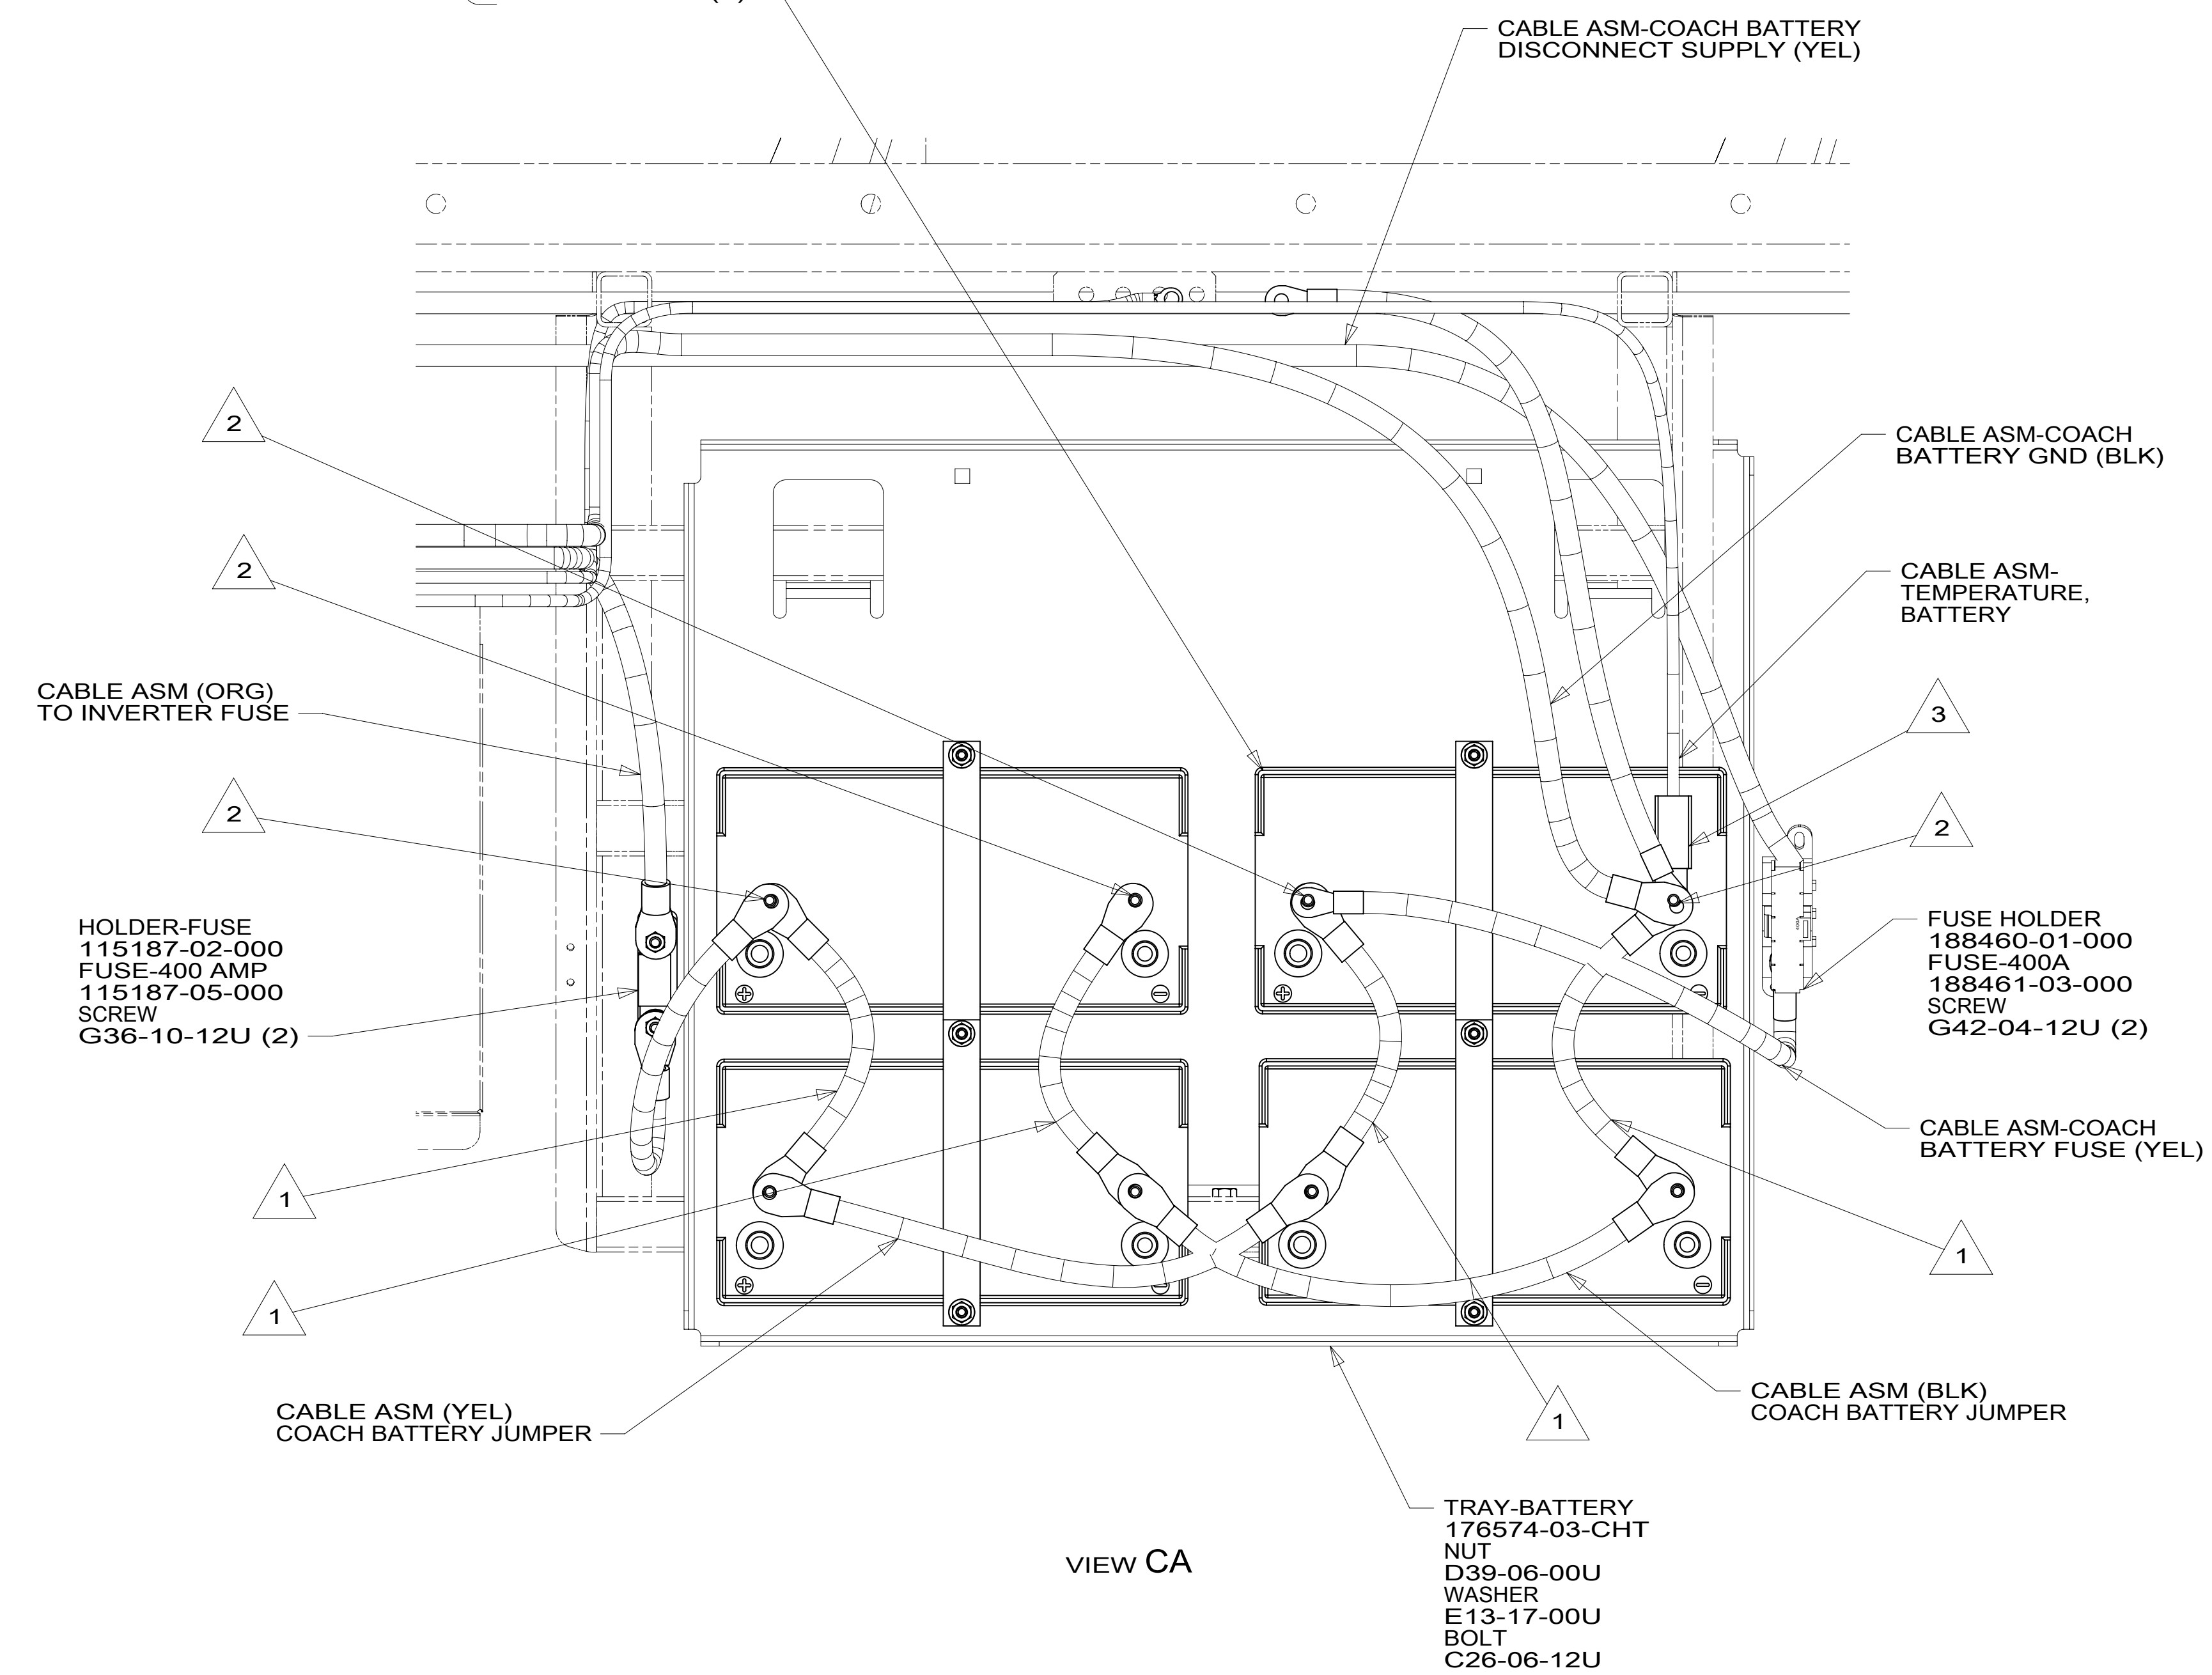 CABLE ASM-COACH BATTERY
DISCONNECT SUPPLY (YEL)
2
CABLE ASM-COACH
BATTERY GND (BLK)
2
CABLE ASM-
TEMPERATURE,
BATTERY
CABLE ASM (ORG)
TO INVERTER FUSE
3
2
2
HOLDER-FUSE
115187-02-000
FUSE-400 AMP
115187-05-000
SCREW
G36-10-12U (2)
FUSE HOLDER
188460-01-000
FUSE-400A
188461-03-000
SCREW
G42-04-12U (2)
CABLE ASM-COACH
BATTERY FUSE (YEL)
1
1
1
CABLE ASM (YEL)
COACH BATTERY JUMPER
1
CABLE ASM (BLK)
COACH BATTERY JUMPER
TRAY-BATTERY
176574-03-CHT
NUT
D39-06-00U
WASHER
E13-17-00U
BOLT
C26-06-12U
VIEW CA